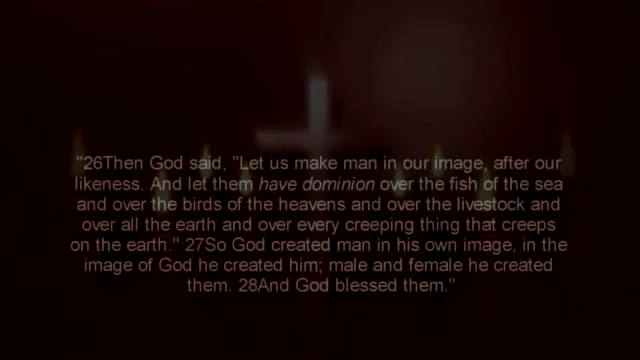 "26Then God said, "Let us make man in our image, after our
likeness. And let them have dominion over the fish of the sea
and over the birds of the heavens and over the livestock and
over all the earth and over every creeping thing that creeps
on the earth." 27So God created man in his own image, in the
image of God he created him; male and female he created
them. 28And God blessed them."